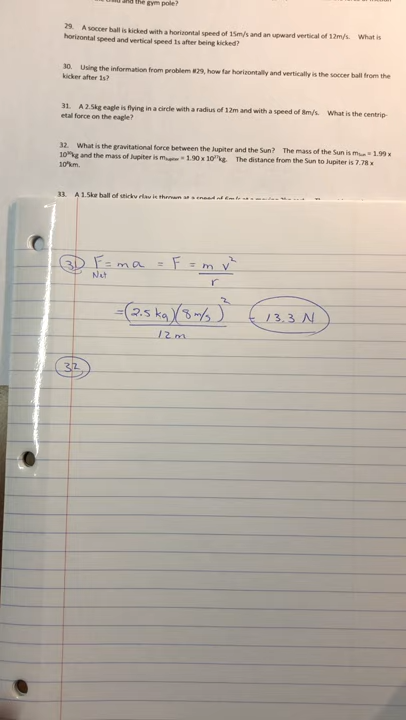 and the gym pole?
29. A soccer ball is kicked with a horizontal speed of 15m/s and an upward vertical of 12m/s. What is
horizontal speed and vertical speed 1s after being kicked?
30. Using the information from problem #29, how far horizontally and vertically is the soccer ball from the
kicker after 1s?
31. A 2.5kg eagle is flying in a circle with a radius of 12m and with a speed of 8m/s. What is the centrip-
etal force on the eagle?
32. What is the gravitational force between the Jupiter and the Sun? The mass of the Sun is mSun = 1.99 x
10³⁰kg and the mass of Jupiter is mJupiter = 1.90 x 10²⁷kg. The distance from the Sun to Jupiter is 7.78 x
10⁸km.
33. A 1.5kg ball of sticky clay is thrown at a speed of
31) F = ma = F = m v²
Net r
= (2.5 kg)(8 m/s)² = 13.3 N
12 m
32.